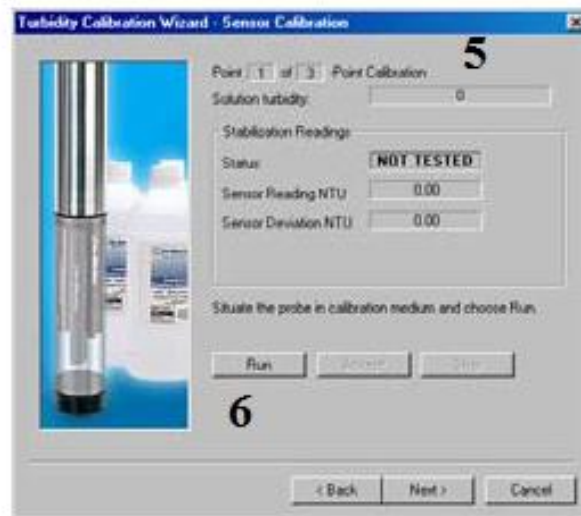 Turbidity Calibration Wizard - Sensor Calibration
5
Point 1 of 3 Point Calibration
Solution turbidity: 0
Stabilization Readings
Status NOT TESTED
Sensor Reading NTU 0.00
Sensor Deviation NTU 0.00
Situate the probe in calibration medium and choose Run.
Run Accept Stop
6
< Back Next > Cancel